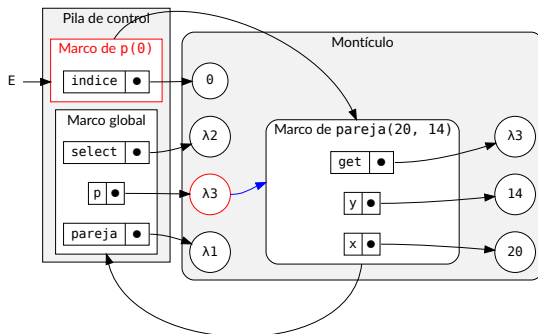 Pila de control
Marco de p(0)
indice
E
Marco global
select
p
pareja
Montículo
0
λ2
λ3
λ1
Marco de pareja(20, 14)
get
y
x
λ3
14
20